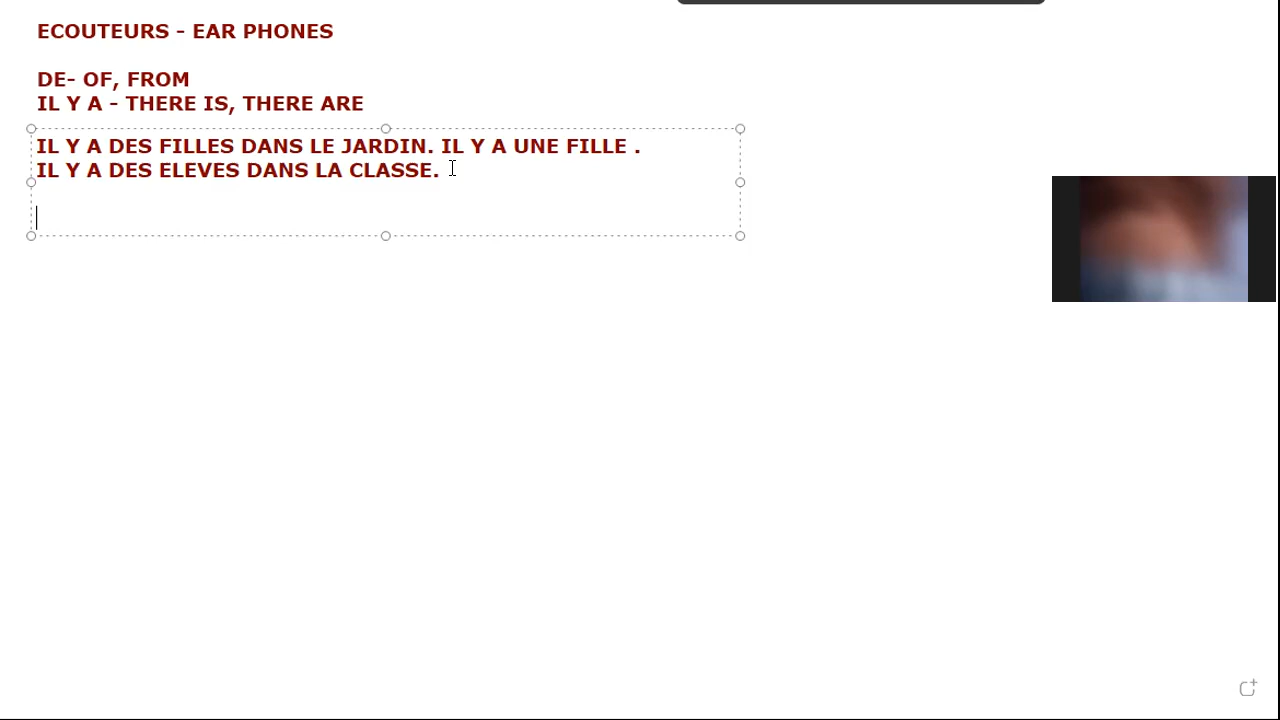 ECOUTEURS - EAR PHONES
DE- OF, FROM
IL Y A - THERE IS, THERE ARE
IL Y A DES FILLES DANS LE JARDIN. IL Y A UNE FILLE .
IL Y A DES ELEVES DANS LA CLASSE.